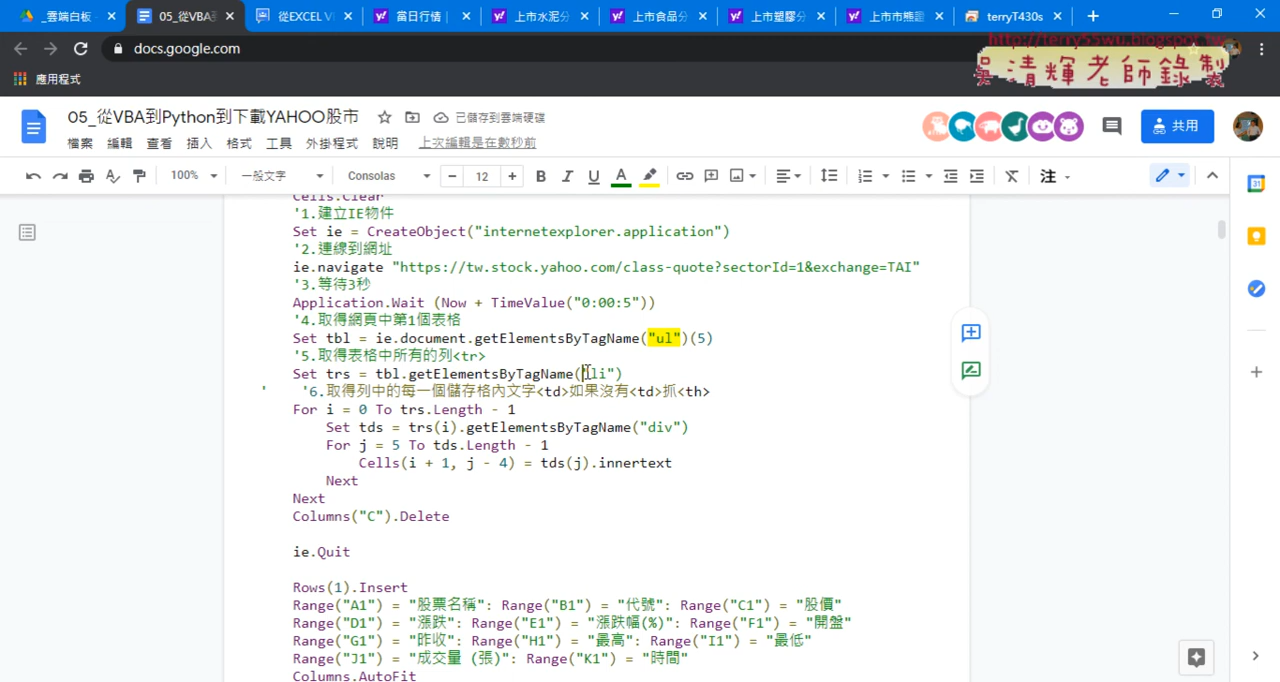 _雲端白板
05_從VBA到
從EXCEL V
當日行情 |
上市水泥分
上市食品分
上市塑膠分
上市市熊證
terryT430s
docs.google.com
http://terry55wu.blogspot.tw
應用程式
吳清輝老師錄製
05_從VBA到Python到下載YAHOO股市
已儲存到雲端硬碟
共用
檔案 編輯 查看 插入 格式 工具 外掛程式 說明 上次編輯是在數秒前
100% 一般文字 Consolas 12 B I U A 注
Cells.Clear
'1.建立IE物件
Set ie = CreateObject("internetexplorer.application")
'2.連線到網址
ie.navigate "https://tw.stock.yahoo.com/class-quote?sectorId=1&exchange=TAI"
'3.等待3秒
Application.Wait (Now + TimeValue("0:00:5"))
'4.取得網頁中第1個表格
Set tbl = ie.document.getElementsByTagName("ul")(5)
'5.取得表格中所有的列<tr>
Set trs = tbl.getElementsByTagName("li")
' '6.取得列中的每一個儲存格內文字<td>如果沒有<td>抓<th>
For i = 0 To trs.Length - 1
Set tds = trs(i).getElementsByTagName("div")
For j = 5 To tds.Length - 1
Cells(i + 1, j - 4) = tds(j).innertext
Next
Next
Columns("C").Delete
ie.Quit
Rows(1).Insert
Range("A1") = "股票名稱": Range("B1") = "代號": Range("C1") = "股價"
Range("D1") = "漲跌": Range("E1") = "漲跌幅(%)": Range("F1") = "開盤"
Range("G1") = "昨收": Range("H1") = "最高": Range("I1") = "最低"
Range("J1") = "成交量 (張)": Range("K1") = "時間"
Columns.AutoFit